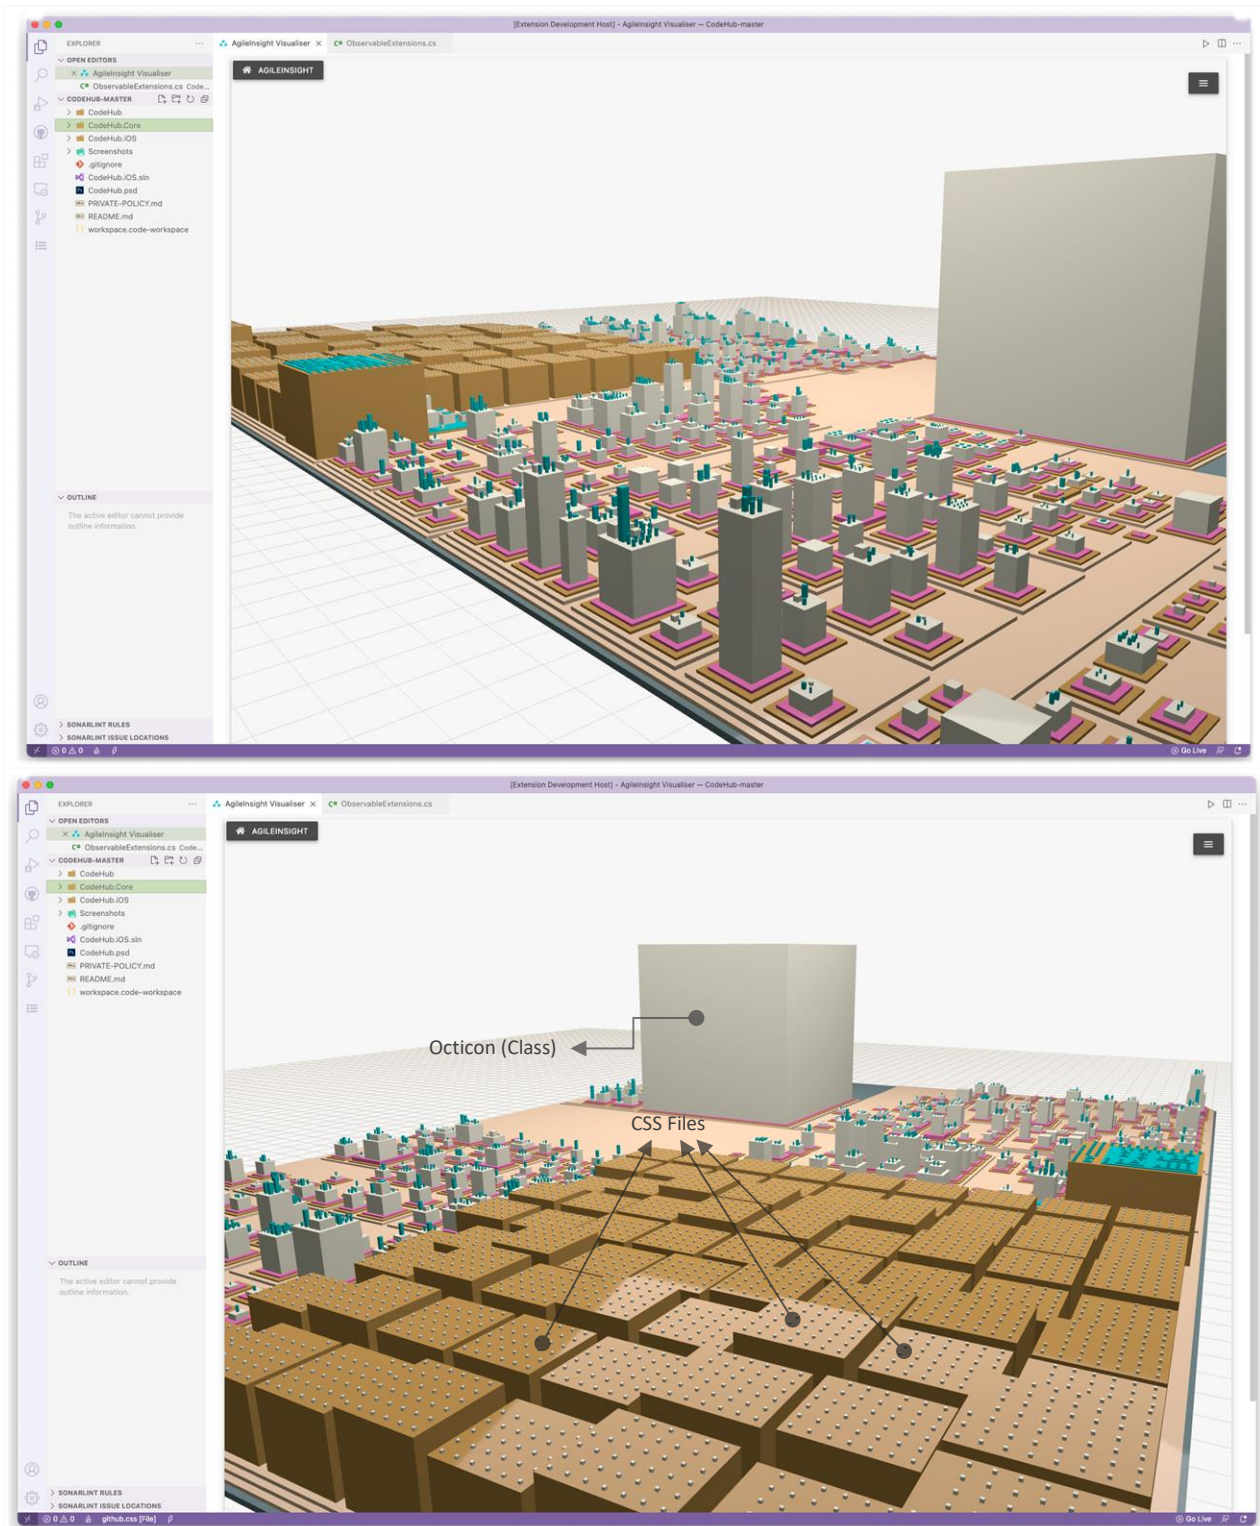 [Extension Development Host] - AgileInsight Visualiser — CodeHub-master
EXPLORER ···
AgileInsight Visualiser × C# ObservableExtensions.cs
OPEN EDITORS
× AgileInsight Visualiser
C# ObservableExtensions.cs Code...
CODEHUB-MASTER
CodeHub
CodeHub.Core
CodeHub.iOS
Screenshots
.gitignore
CodeHub.iOS.sln
CodeHub.psd
PRIVATE-POLICY.md
README.md
workspace.code-workspace
AGILEINSIGHT
OUTLINE
The active editor cannot provide
outline information.
SONARLINT RULES
SONARLINT ISSUE LOCATIONS
0 0
Go Live
[Extension Development Host] - AgileInsight Visualiser — CodeHub-master
EXPLORER ···
AgileInsight Visualiser × C# ObservableExtensions.cs
OPEN EDITORS
× AgileInsight Visualiser
C# ObservableExtensions.cs Code...
CODEHUB-MASTER
CodeHub
CodeHub.Core
CodeHub.iOS
Screenshots
.gitignore
CodeHub.iOS.sln
CodeHub.psd
PRIVATE-POLICY.md
README.md
workspace.code-workspace
AGILEINSIGHT
Octicon (Class)
CSS Files
OUTLINE
The active editor cannot provide
outline information.
SONARLINT RULES
SONARLINT ISSUE LOCATIONS
0 0 github.css [File]
Go Live